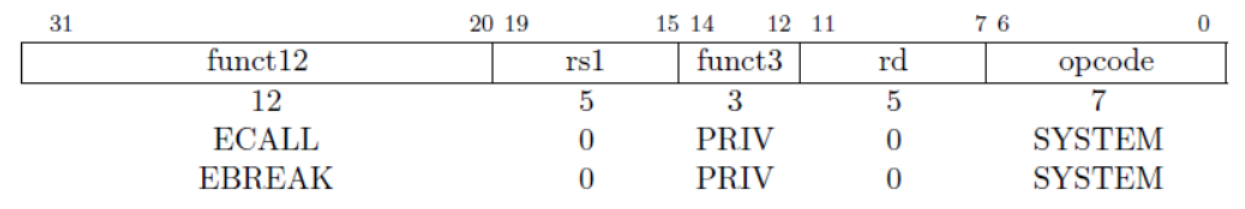 31 20 19 15 14 12 11 7 6 0
funct12 rs1 funct3 rd opcode
12 5 3 5 7
ECALL 0 PRIV 0 SYSTEM
EBREAK 0 PRIV 0 SYSTEM